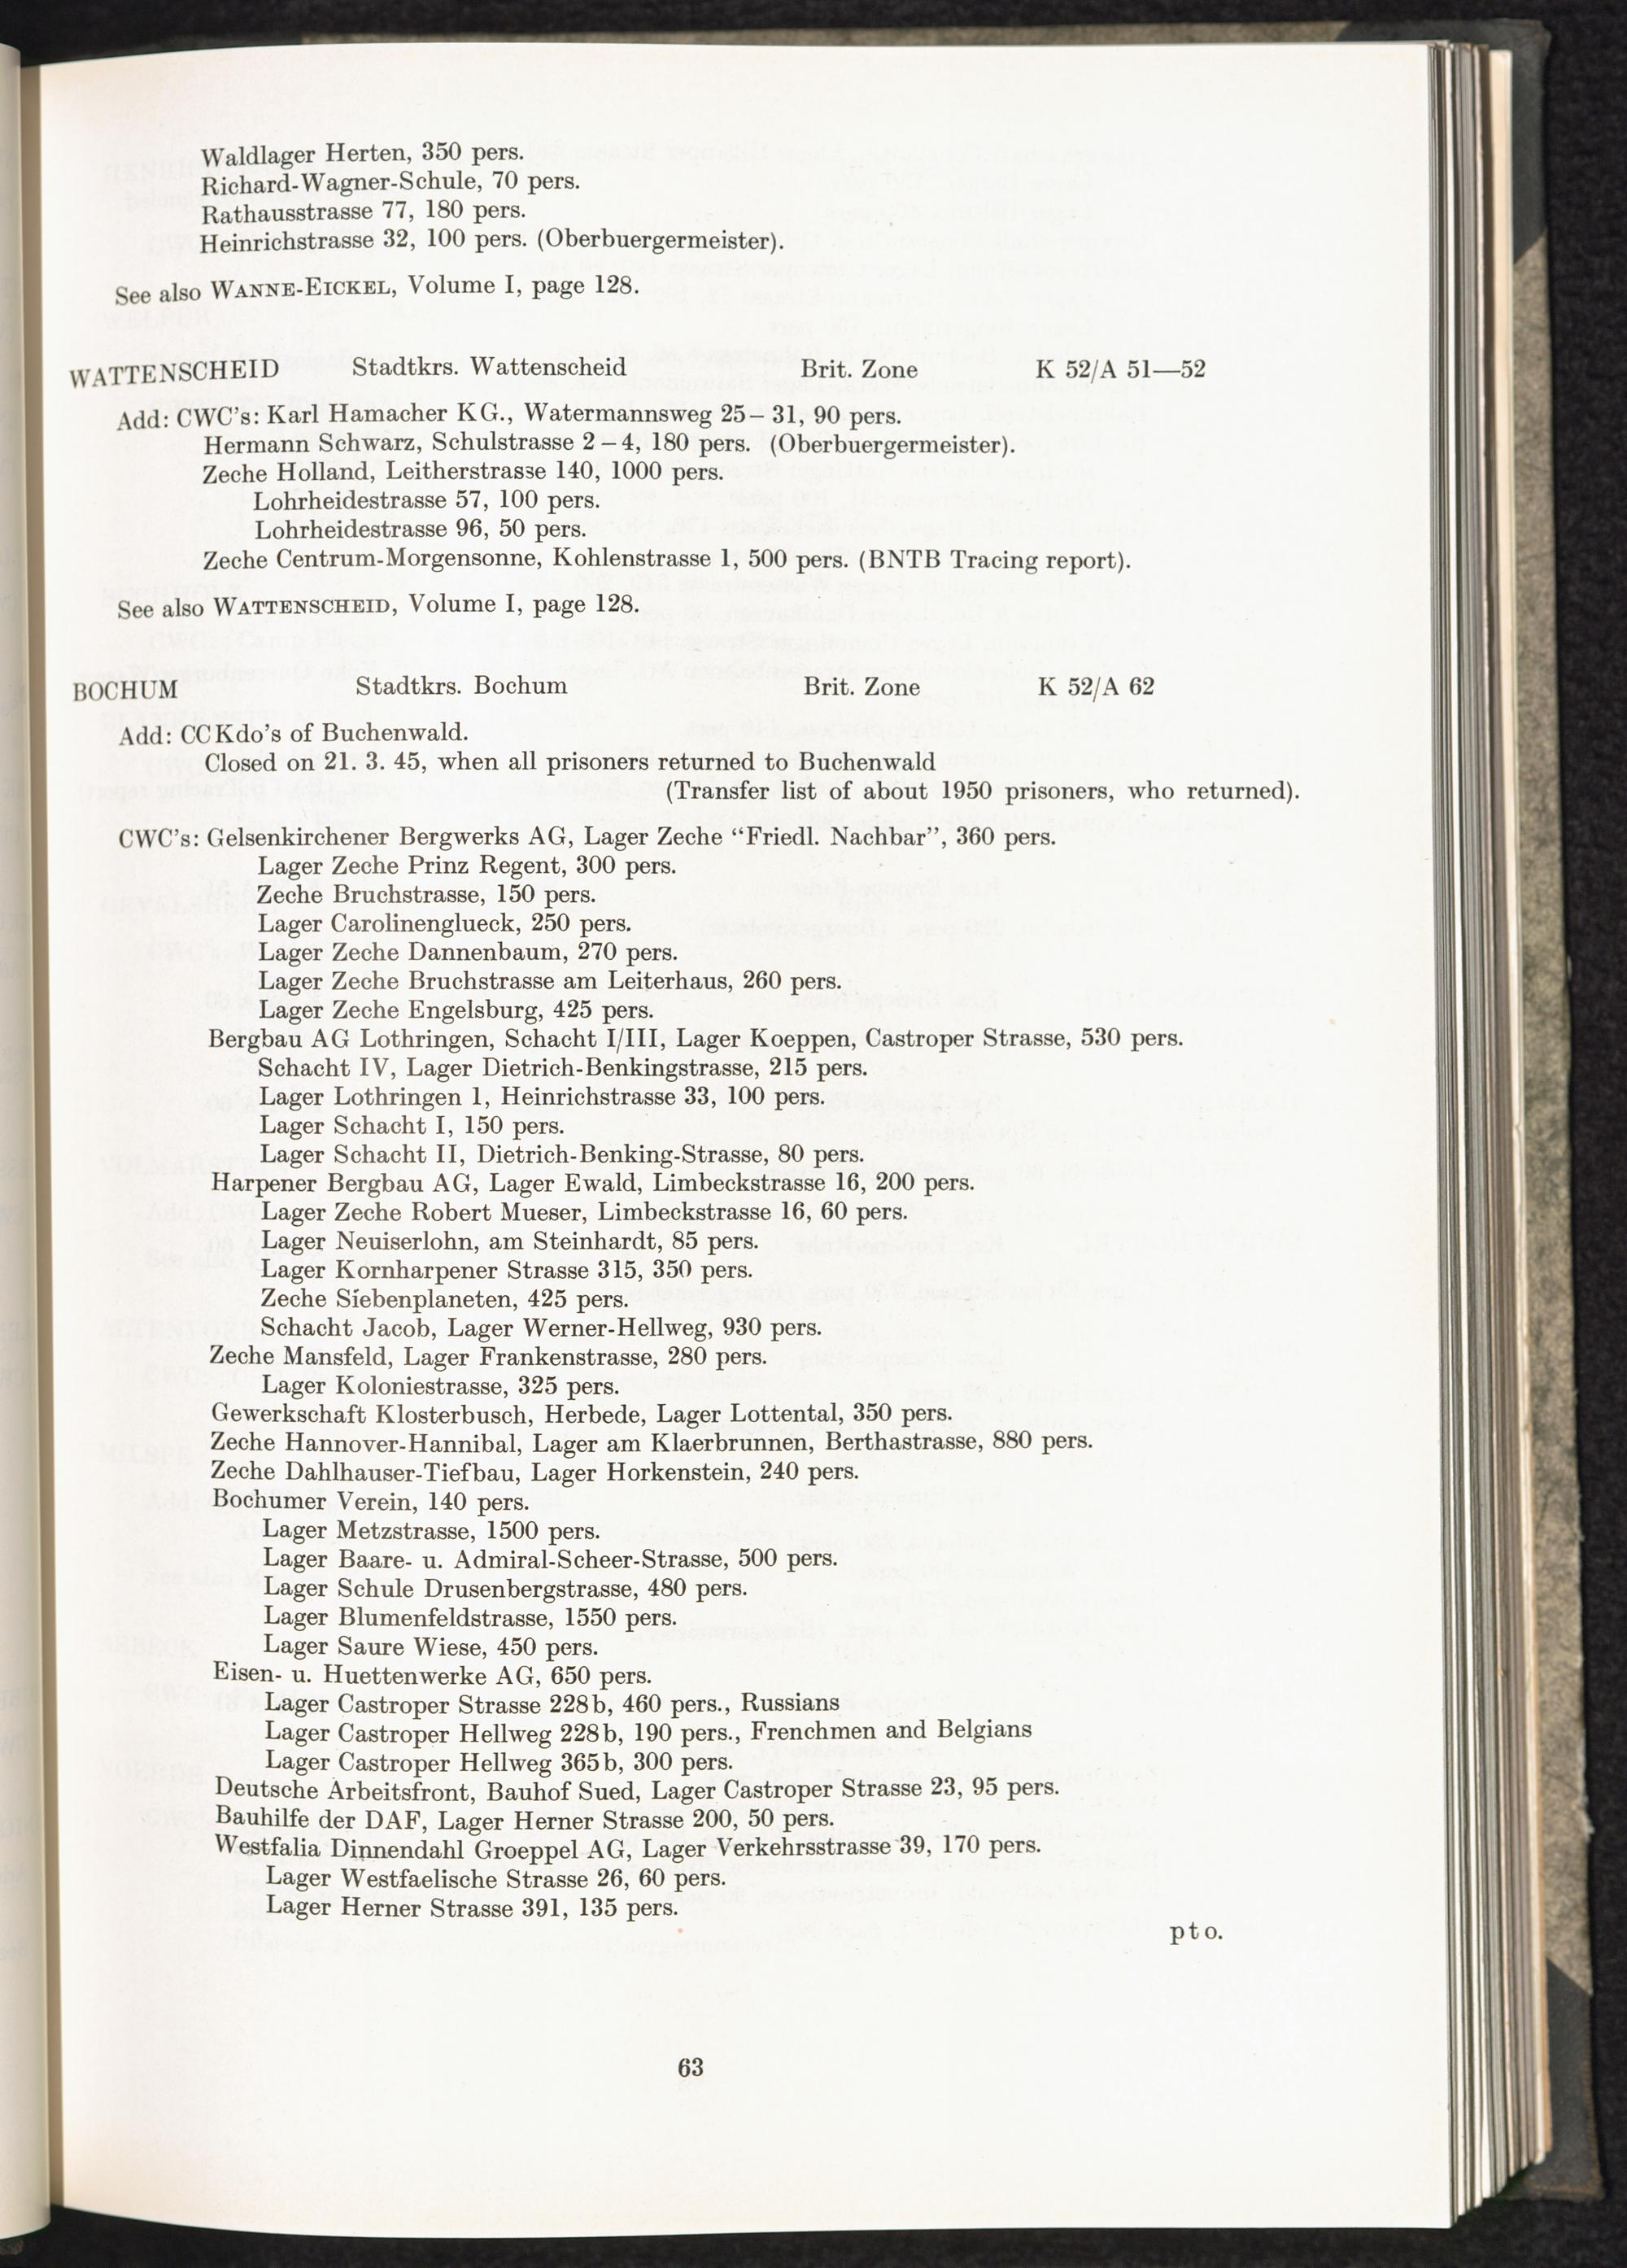 Waldlager Herten, 350 pers.
Richard-Wagner-Schule, 70 pers.
Rathausstrasse 77, 180 pers.
Heinrichstrasse 32, 100 pers. (Oberbuergermeister).
See also WANNE-EICKEL, Volume I, page 128.
WATTENSCHEID Stadtkrs. Wattenscheid Brit. Zone K 52/A 51—52
Add: CWC's: Karl Hamacher KG., Watermannsweg 25 – 31, 90 pers.
Hermann Schwarz, Schulstrasse 2 – 4, 180 pers. (Oberbuergermeister).
Zeche Holland, Leitherstrasse 140, 1000 pers.
Lohrheidestrasse 57, 100 pers.
Lohrheidestrasse 96, 50 pers.
Zeche Centrum-Morgensonne, Kohlenstrasse 1, 500 pers. (BNTB Tracing report).
See also WATTENSCHEID, Volume I, page 128.
BOCHUM Stadtkrs. Bochum Brit. Zone K 52/A 62
Add: CC Kdo's of Buchenwald.
Closed on 21. 3. 45, when all prisoners returned to Buchenwald
(Transfer list of about 1950 prisoners, who returned).
CWC's: Gelsenkirchener Bergwerks AG, Lager Zeche “Friedl. Nachbar”, 360 pers.
Lager Zeche Prinz Regent, 300 pers.
Zeche Bruchstrasse, 150 pers.
Lager Carolinenglueck, 250 pers.
Lager Zeche Dannenbaum, 270 pers.
Lager Zeche Bruchstrasse am Leiterhaus, 260 pers.
Lager Zeche Engelsburg, 425 pers.
Bergbau AG Lothringen, Schacht I/III, Lager Koeppen, Castroper Strasse, 530 pers.
Schacht IV, Lager Dietrich-Benkingstrasse, 215 pers.
Lager Lothringen 1, Heinrichstrasse 33, 100 pers.
Lager Schacht I, 150 pers.
Lager Schacht II, Dietrich-Benking-Strasse, 80 pers.
Harpener Bergbau AG, Lager Ewald, Limbeckstrasse 16, 200 pers.
Lager Zeche Robert Mueser, Limbeckstrasse 16, 60 pers.
Lager Neuiserlohn, am Steinhardt, 85 pers.
Lager Kornharpener Strasse 315, 350 pers.
Zeche Siebenplaneten, 425 pers.
Schacht Jacob, Lager Werner-Hellweg, 930 pers.
Zeche Mansfeld, Lager Frankenstrasse, 280 pers.
Lager Koloniestrasse, 325 pers.
Gewerkschaft Klosterbusch, Herbede, Lager Lottental, 350 pers.
Zeche Hannover-Hannibal, Lager am Klaerbrunnen, Berthastrasse, 880 pers.
Zeche Dahlhauser-Tiefbau, Lager Horkenstein, 240 pers.
Bochumer Verein, 140 pers.
Lager Metzstrasse, 1500 pers.
Lager Baare- u. Admiral-Scheer-Strasse, 500 pers.
Lager Schule Drusenbergstrasse, 480 pers.
Lager Blumenfeldstrasse, 1550 pers.
Lager Saure Wiese, 450 pers.
Eisen- u. Huettenwerke AG, 650 pers.
Lager Castroper Strasse 228 b, 460 pers., Russians
Lager Castroper Hellweg 228 b, 190 pers., Frenchmen and Belgians
Lager Castroper Hellweg 365 b, 300 pers.
Deutsche Arbeitsfront, Bauhof Sued, Lager Castroper Strasse 23, 95 pers.
Bauhilfe der DAF, Lager Herner Strasse 200, 50 pers.
Westfalia Dinnendahl Groeppel AG, Lager Verkehrsstrasse 39, 170 pers.
Lager Westfaelische Strasse 26, 60 pers.
Lager Herner Strasse 391, 135 pers.
pto.
63